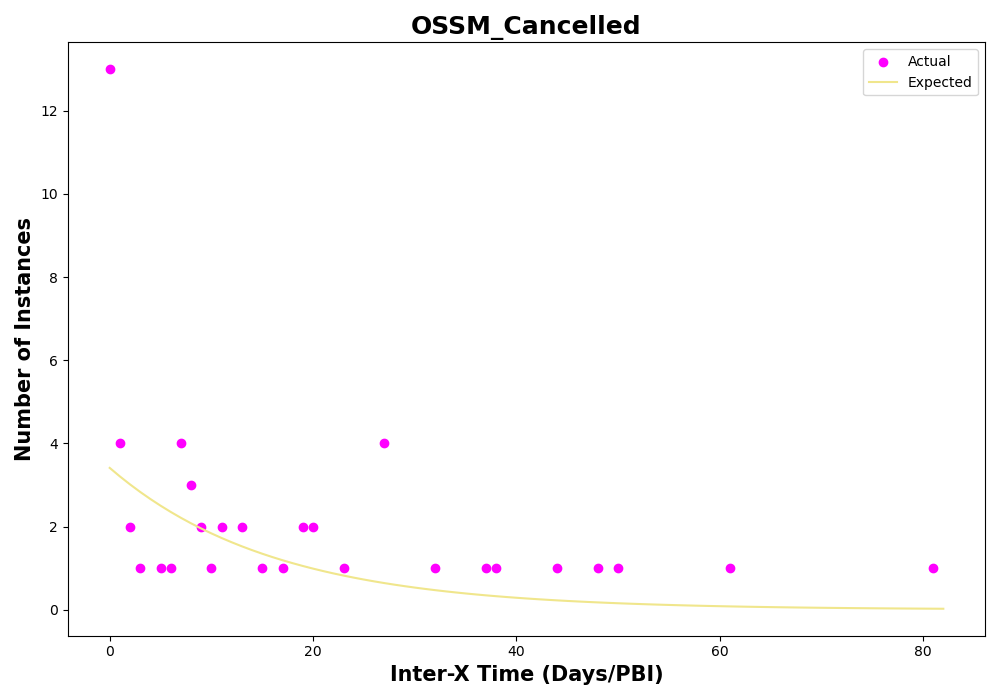 OSSM_Cancelled
Actual
Expected
Number of Instances
12
10
8
6
4
2
0
0
20
40
60
80
Inter-X Time (Days/PBI)